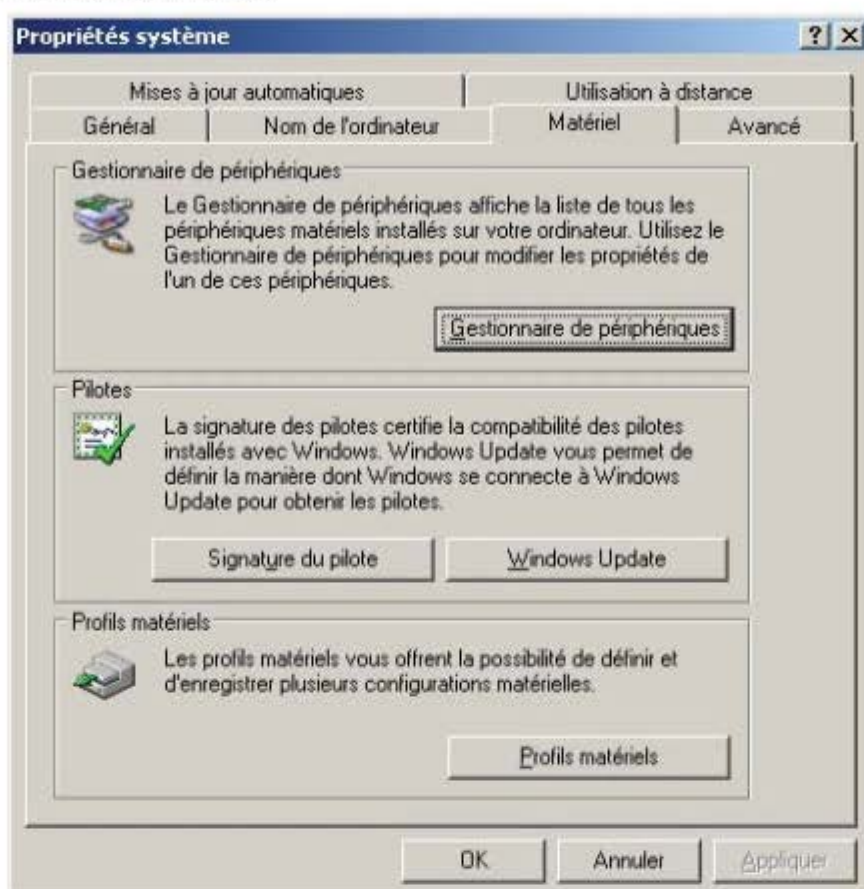 Propriétés système
Mises à jour automatiques
Utilisation à distance
Général
Nom de l'ordinateur
Matériel
Avancé
Gestionnaire de périphériques
Le Gestionnaire de périphériques affiche la liste de tous les
périphériques matériels installés sur votre ordinateur. Utilisez le
Gestionnaire de périphériques pour modifier les propriétés de
l'un de ces périphériques.
Gestionnaire de périphériques
Pilotes
La signature des pilotes certifie la compatibilité des pilotes
installés avec Windows. Windows Update vous permet de
définir la manière dont Windows se connecte à Windows
Update pour obtenir les pilotes.
Signature du pilote
Windows Update
Profils matériels
Les profils matériels vous offrent la possibilité de définir et
d'enregistrer plusieurs configurations matérielles.
Profils matériels
OK
Annuler
Appliquer